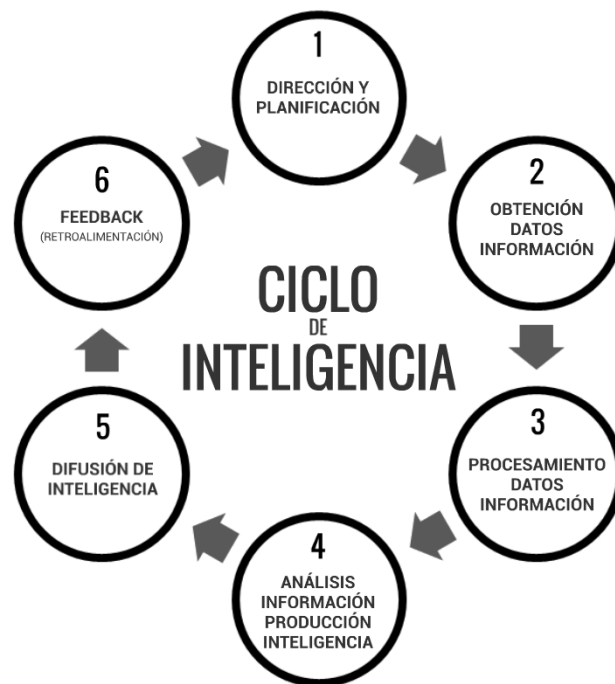 1
DIRECCIÓN Y
PLANIFICACIÓN
2
OBTENCIÓN
DATOS
INFORMACIÓN
3
PROCESAMIENTO
DATOS
INFORMACIÓN
4
ANÁLISIS
INFORMACIÓN
PRODUCCIÓN
INTELIGENCIA
5
DIFUSIÓN DE
INTELIGENCIA
6
FEEDBACK
(RETROALIMENTACIÓN)
CICLO
DE
INTELIGENCIA